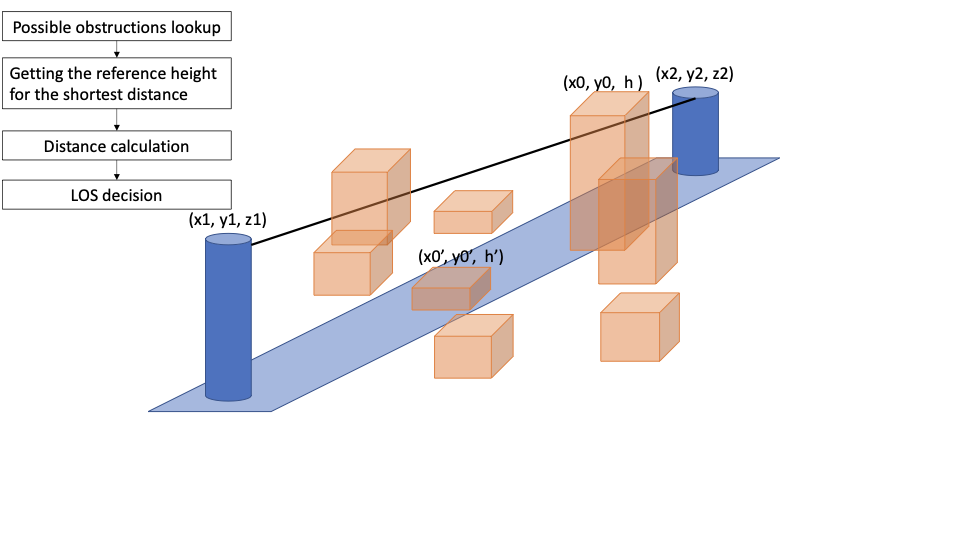 Possible obstructions lookup
Getting the reference height
for the shortest distance
Distance calculation
LOS decision
(x0, y0, h )
(x2, y2, z2)
(x1, y1, z1)
(x0’, y0’, h’)